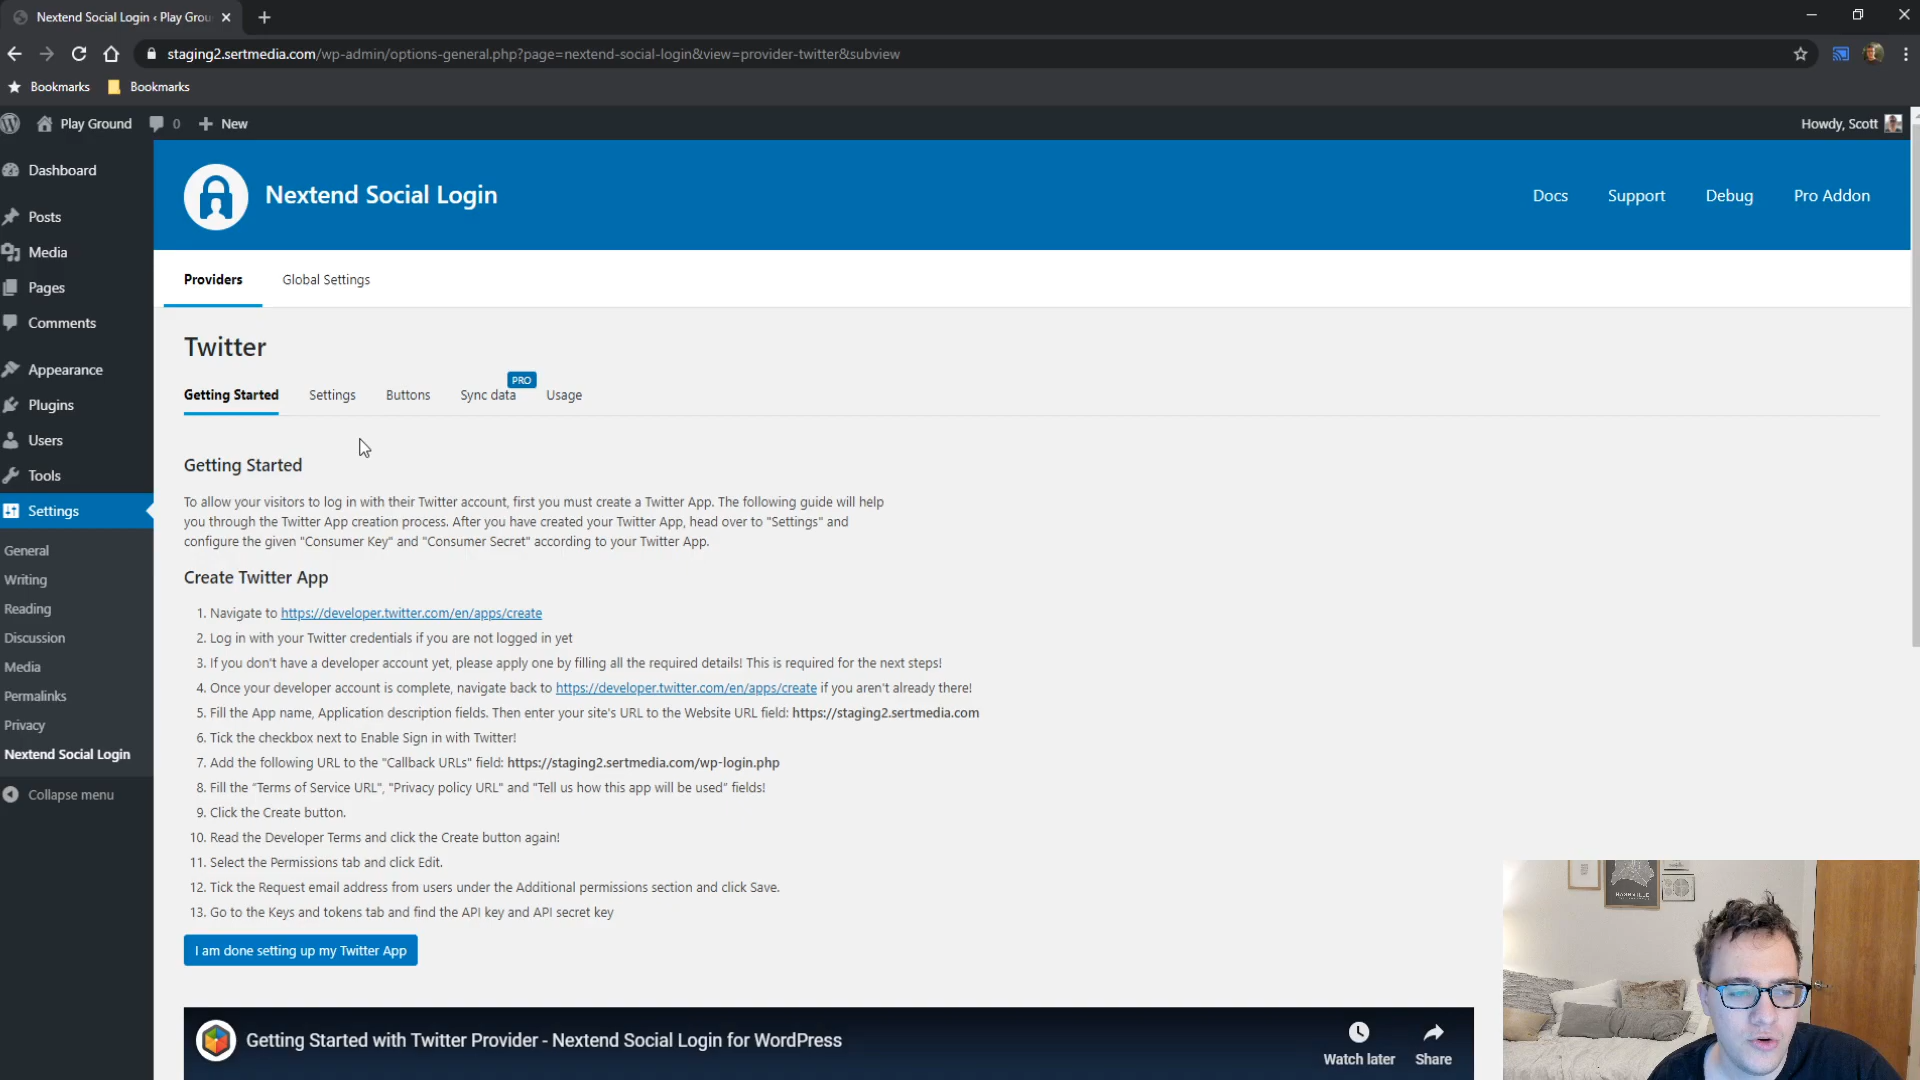 Nextend Social Login ‹ Play Grou
staging2.sertmedia.com/wp-admin/options-general.php?page=nextend-social-login&view=provider-twitter&subview
Bookmarks
Bookmarks
Play Ground
0
New
Howdy, Scott
Dashboard
Posts
Media
Pages
Comments
Appearance
Plugins
Users
Tools
Settings
General
Writing
Reading
Discussion
Media
Permalinks
Privacy
Nextend Social Login
Collapse menu
Nextend Social Login
Docs
Support
Debug
Pro Addon
Providers
Global Settings
Twitter
Getting Started
Settings
Buttons
Sync data
PRO
Usage
Getting Started
To allow your visitors to log in with their Twitter account, first you must create a Twitter App. The following guide will help
you through the Twitter App creation process. After you have created your Twitter App, head over to "Settings" and
configure the given "Consumer Key" and "Consumer Secret" according to your Twitter App.
Create Twitter App
1. Navigate to https://developer.twitter.com/en/apps/create
2. Log in with your Twitter credentials if you are not logged in yet
3. If you don't have a developer account yet, please apply one by filling all the required details! This is required for the next steps!
4. Once your developer account is complete, navigate back to https://developer.twitter.com/en/apps/create if you aren't already there!
5. Fill the App name, Application description fields. Then enter your site's URL to the Website URL field: https://staging2.sertmedia.com
6. Tick the checkbox next to Enable Sign in with Twitter!
7. Add the following URL to the "Callback URLs" field: https://staging2.sertmedia.com/wp-login.php
8. Fill the "Terms of Service URL", "Privacy policy URL" and "Tell us how this app will be used" fields!
9. Click the Create button.
10. Read the Developer Terms and click the Create button again!
11. Select the Permissions tab and click Edit.
12. Tick the Request email address from users under the Additional permissions section and click Save.
13. Go to the Keys and tokens tab and find the API key and API secret key
I am done setting up my Twitter App
Getting Started with Twitter Provider - Nextend Social Login for WordPress
Watch later
Share
NASHVILLE